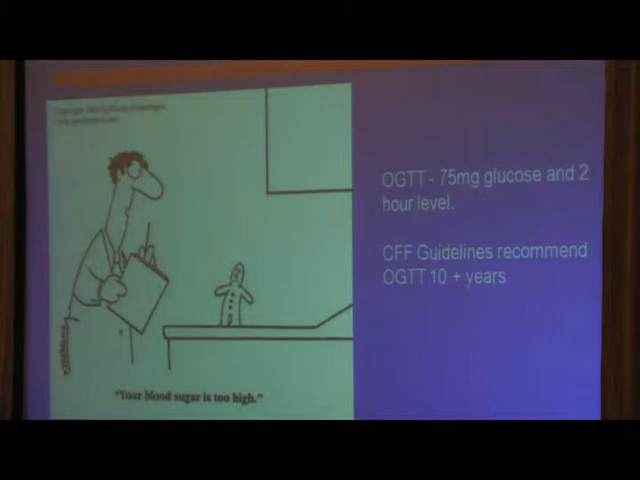 "Your blood sugar is too high."
OGTT - 75mg glucose and 2
hour level.
CFF Guidelines recommend
OGTT 10 + years